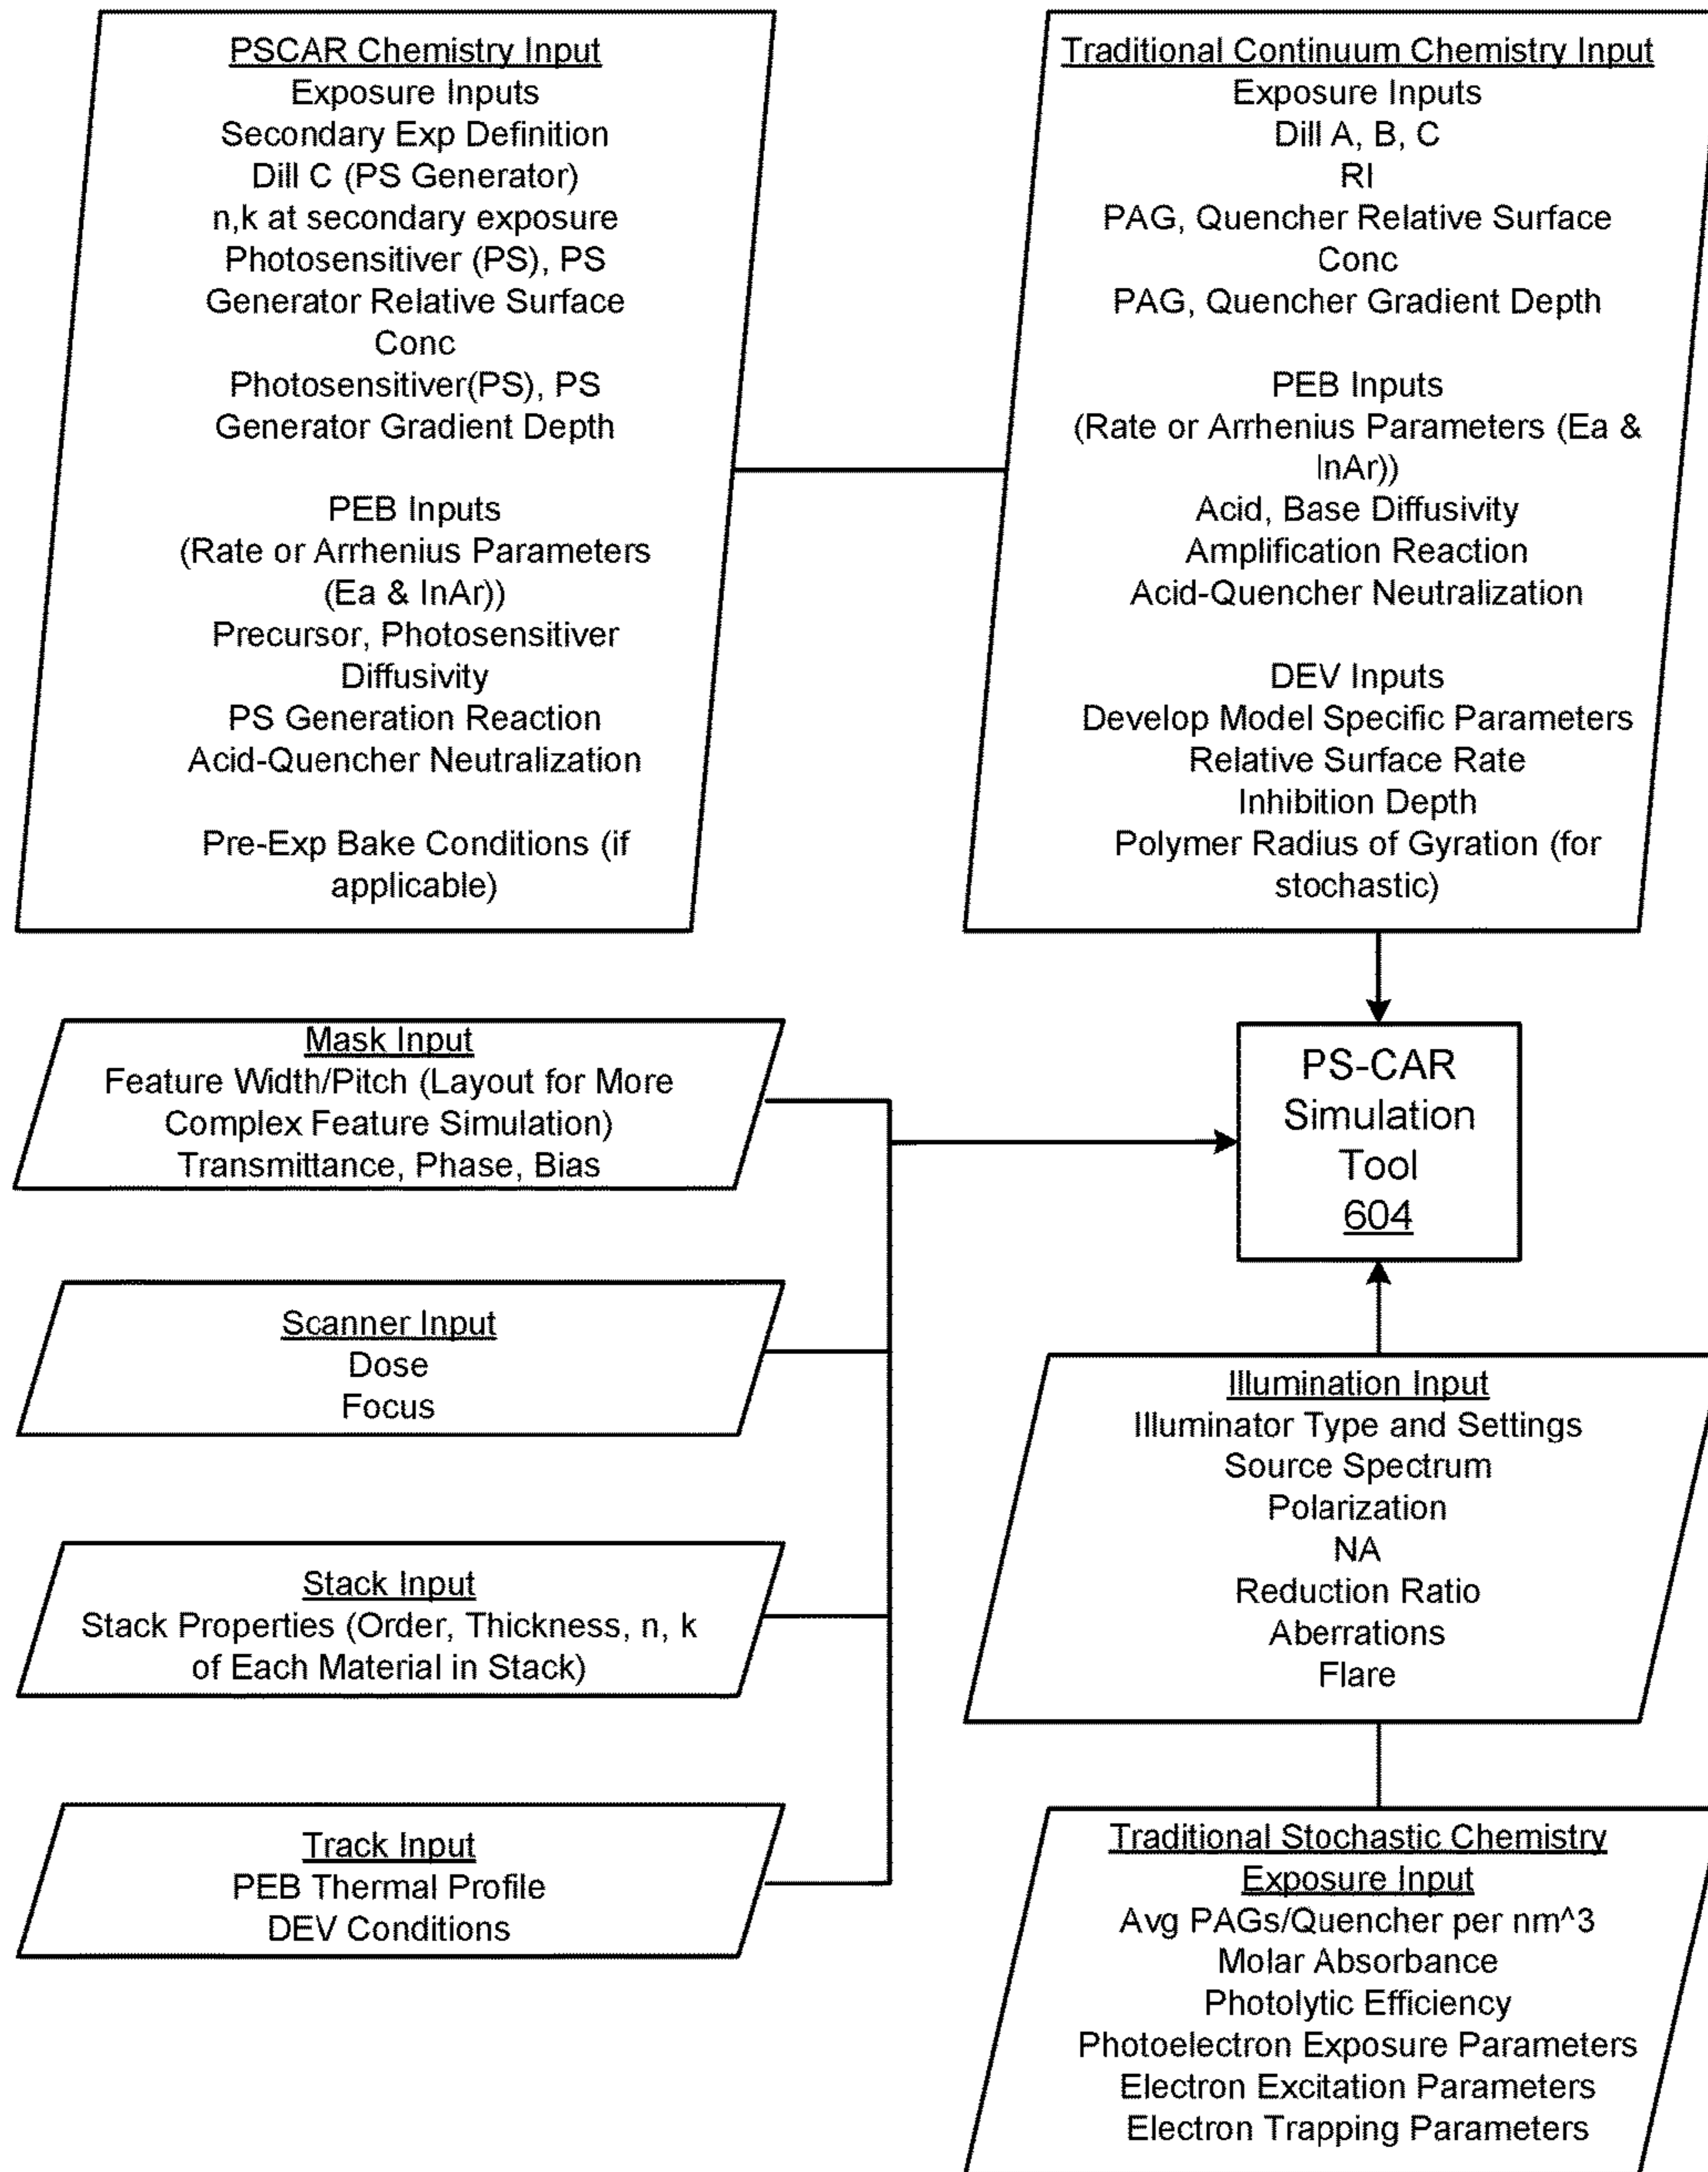 PSCAR Chemistry Input
Exposure Inputs
Secondary Exp Definition
Dill C (PS Generator)
n,k at secondary exposure
Photosensitiver (PS), PS
Generator Relative Surface
Conc
Photosensitiver(PS), PS
Generator Gradient Depth
PEB Inputs
(Rate or Arrhenius Parameters
(Ea & lnAr))
Precursor, Photosensitiver
Diffusivity
PS Generation Reaction
Acid-Quencher Neutralization
Pre-Exp Bake Conditions (if
applicable)
Traditional Continuum Chemistry Input
Exposure Inputs
Dill A, B, C
RI
PAG, Quencher Relative Surface
Conc
PAG, Quencher Gradient Depth
PEB Inputs
(Rate or Arrhenius Parameters (Ea &
lnAr))
Acid, Base Diffusivity
Amplification Reaction
Acid-Quencher Neutralization
DEV Inputs
Develop Model Specific Parameters
Relative Surface Rate
Inhibition Depth
Polymer Radius of Gyration (for
stochastic)
Mask Input
Feature Width/Pitch (Layout for More
Complex Feature Simulation)
Transmittance, Phase, Bias
PS-CAR
Simulation
Tool
604
Scanner Input
Dose
Focus
Stack Input
Stack Properties (Order, Thickness, n, k
of Each Material in Stack)
Track Input
PEB Thermal Profile
DEV Conditions
Illumination Input
Illuminator Type and Settings
Source Spectrum
Polarization
NA
Reduction Ratio
Aberrations
Flare
Traditional Stochastic Chemistry
Exposure Input
Avg PAGs/Quencher per nm^3
Molar Absorbance
Photolytic Efficiency
Photoelectron Exposure Parameters
Electron Excitation Parameters
Electron Trapping Parameters